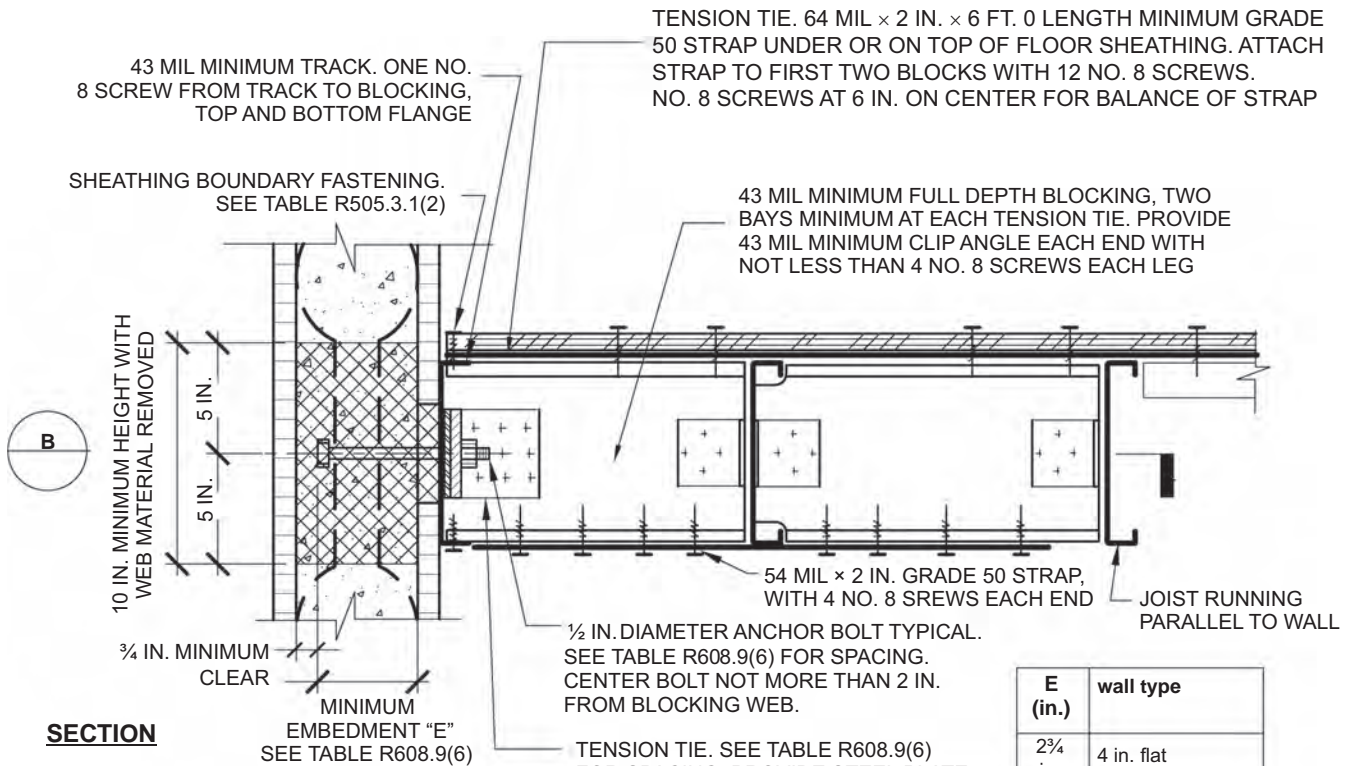 TENSION TIE. 64 MIL × 2 IN. × 6 FT. 0 LENGTH MINIMUM GRADE
50 STRAP UNDER OR ON TOP OF FLOOR SHEATHING. ATTACH
STRAP TO FIRST TWO BLOCKS WITH 12 NO. 8 SCREWS.
NO. 8 SCREWS AT 6 IN. ON CENTER FOR BALANCE OF STRAP
43 MIL MINIMUM TRACK. ONE NO.
8 SCREW FROM TRACK TO BLOCKING,
TOP AND BOTTOM FLANGE
SHEATHING BOUNDARY FASTENING.
SEE TABLE R505.3.1(2)
43 MIL MINIMUM FULL DEPTH BLOCKING, TWO
BAYS MINIMUM AT EACH TENSION TIE. PROVIDE
43 MIL MINIMUM CLIP ANGLE EACH END WITH
NOT LESS THAN 4 NO. 8 SCREWS EACH LEG
B
10 IN. MINIMUM HEIGHT WITH
WEB MATERIAL REMOVED
5 IN.
5 IN.
54 MIL × 2 IN. GRADE 50 STRAP,
WITH 4 NO. 8 SREWS EACH END
JOIST RUNNING
PARALLEL TO WALL
¾ IN. MINIMUM
CLEAR
½ IN. DIAMETER ANCHOR BOLT TYPICAL.
SEE TABLE R608.9(6) FOR SPACING.
CENTER BOLT NOT MORE THAN 2 IN.
FROM BLOCKING WEB.
MINIMUM
EMBEDMENT "E"
SEE TABLE R608.9(6)
SECTION
TENSION TIE. SEE TABLE R608.9(6)
E
(in.)
wall type
2¾
4 in. flat